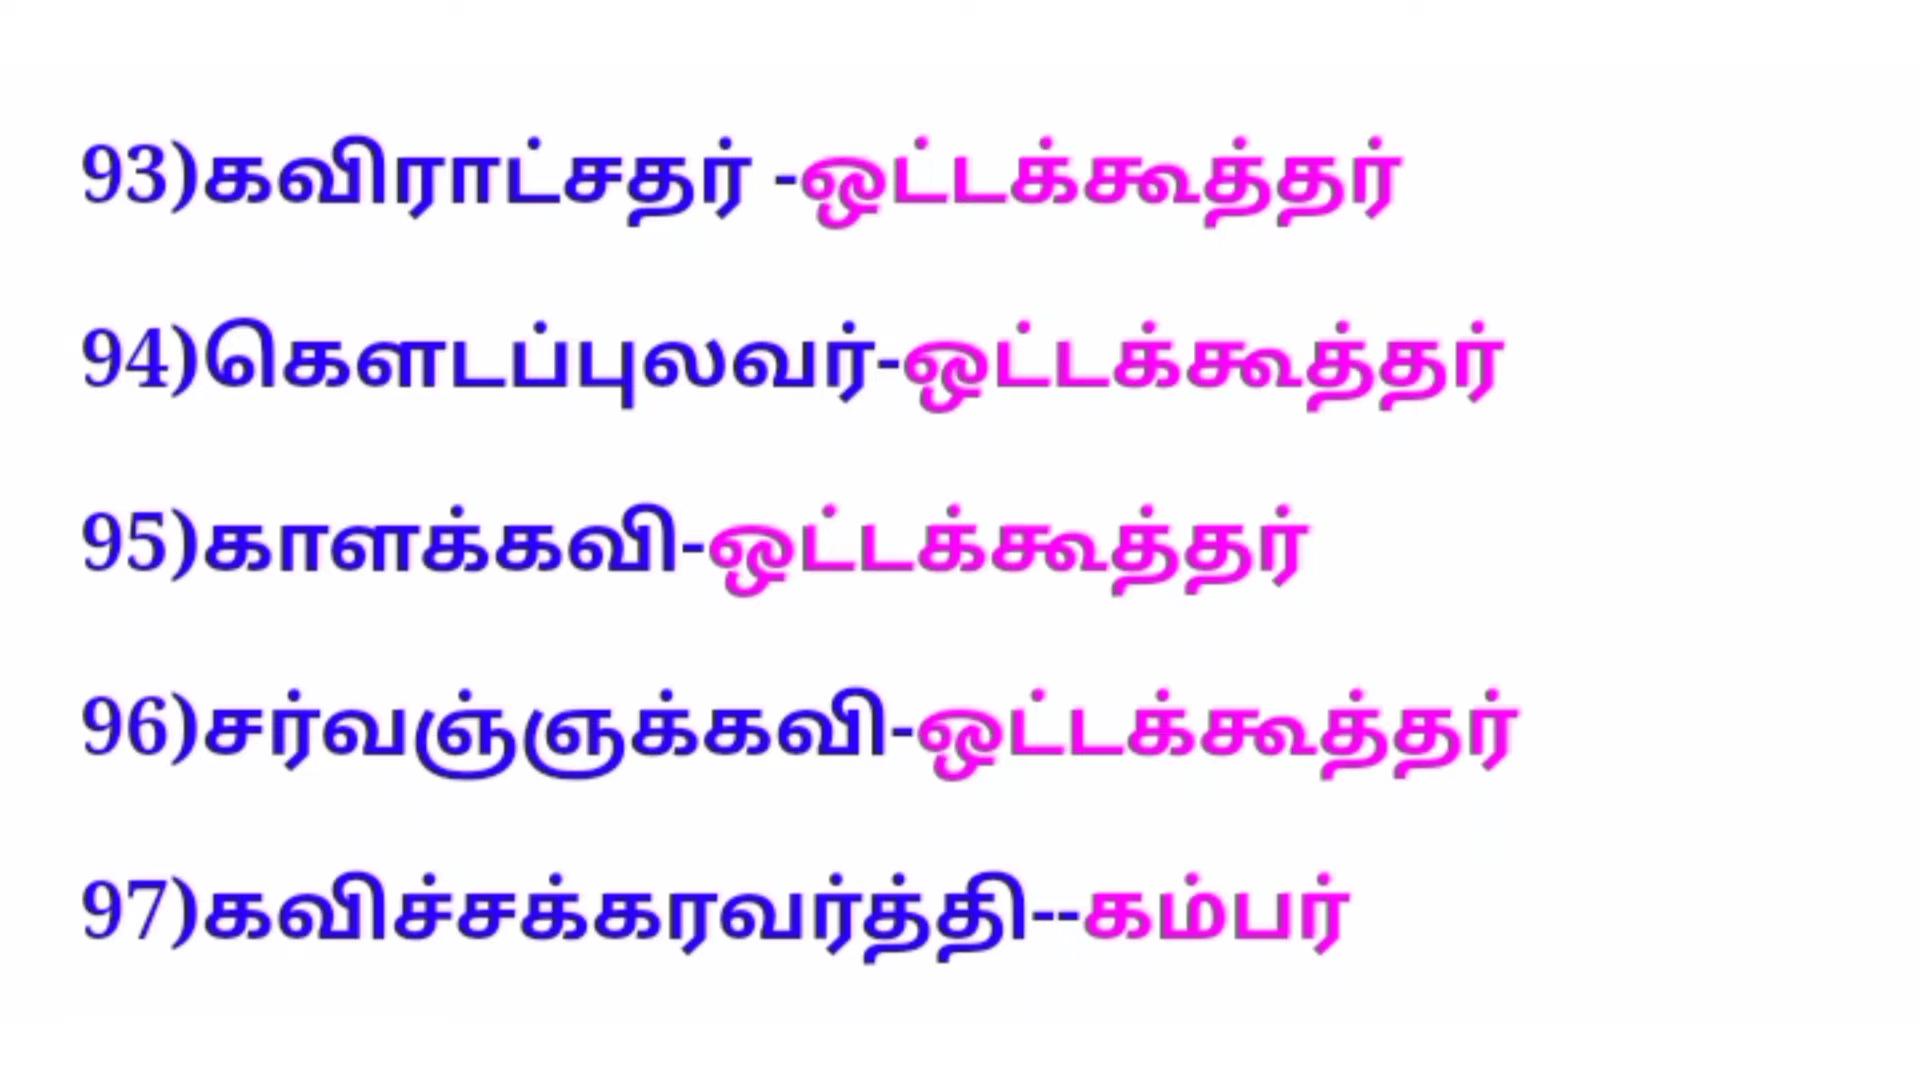 93)கவிராட்சதர் -ஒட்டக்கூத்தர்
94)கௌடப்புலவர்-ஒட்டக்கூத்தர்
95)காளக்கவி-ஒட்டக்கூத்தர்
96)சர்வஞ்ஞக்கவி-ஒட்டக்கூத்தர்
97)கவிச்சக்கரவர்த்தி--கம்பர்